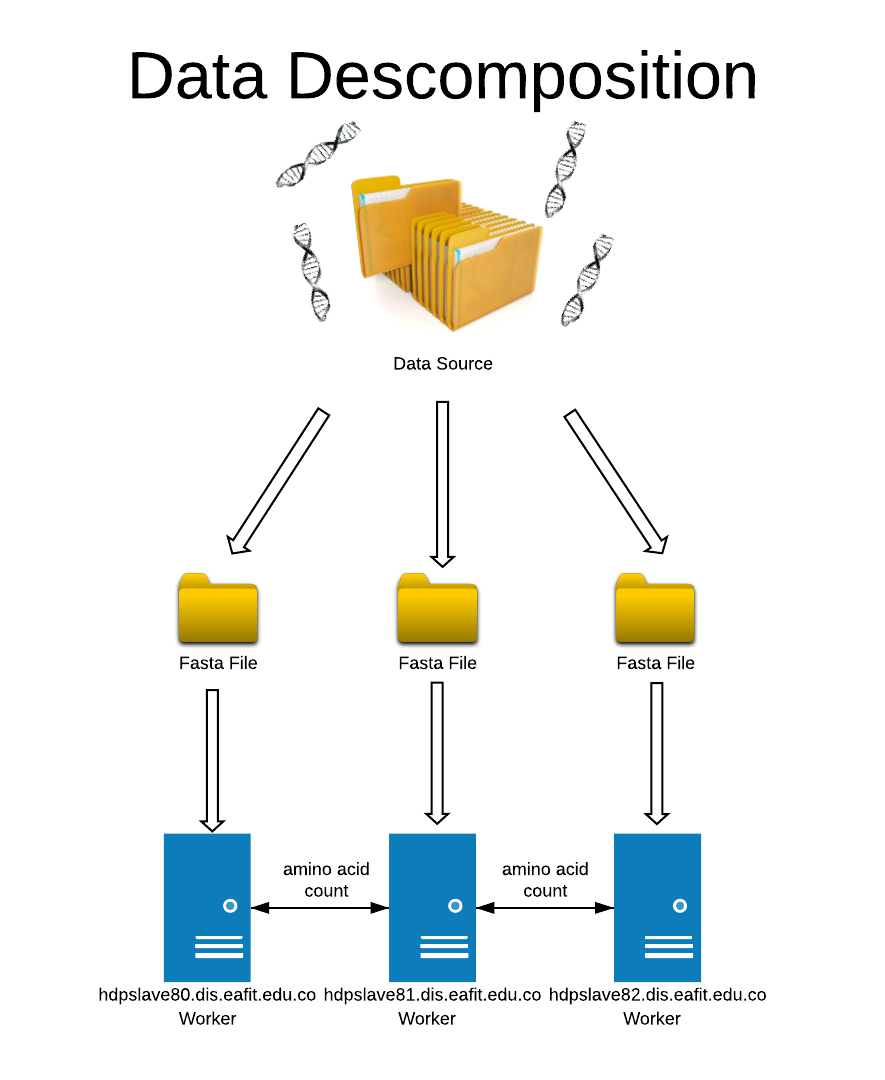 Data Descomposition
Data Source
Fasta File
Fasta File
Fasta File
amino acid
count
amino acid
count
hdpslave80.dis.eafit.edu.co
Worker
hdpslave81.dis.eafit.edu.co
Worker
hdpslave82.dis.eafit.edu.co
Worker